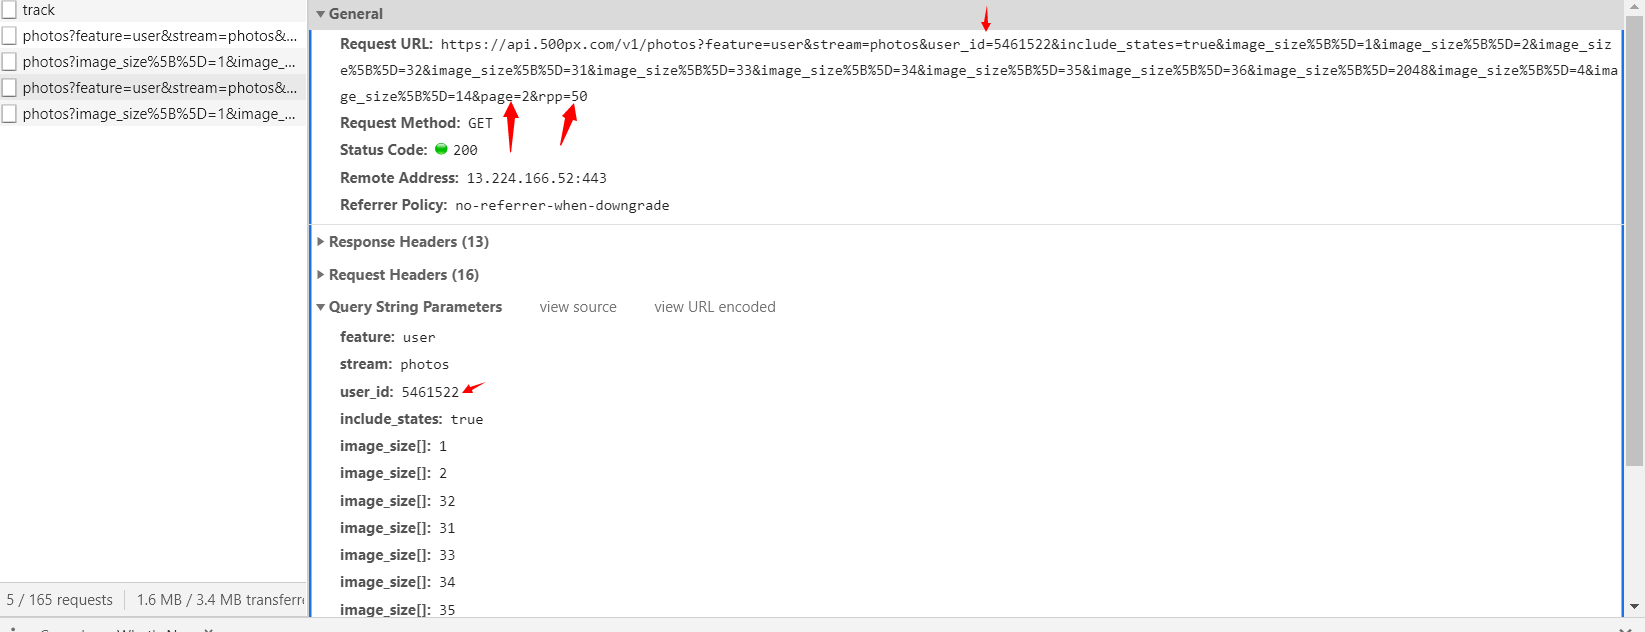 track
photos?feature=user&stream=photos&...
photos?image_size%5B%5D=1&image_...
photos?feature=user&stream=photos&...
photos?image_size%5B%5D=1&image_...
5 / 165 requests
1.6 MB / 3.4 MB transferre
General
Request URL: https://api.500px.com/v1/photos?feature=user&stream=photos&user_id=5461522&include_states=true&image_size%5B%5D=1&image_size%5B%5D=2&image_siz
e%5B%5D=32&image_size%5B%5D=31&image_size%5B%5D=33&image_size%5B%5D=34&image_size%5B%5D=35&image_size%5B%5D=36&image_size%5B%5D=2048&image_size%5B%5D=4&ima
ge_size%5B%5D=14&page=2&rpp=50
Request Method: GET
Status Code: 200
Remote Address: 13.224.166.52:443
Referrer Policy: no-referrer-when-downgrade
Response Headers (13)
Request Headers (16)
Query String Parameters view source view URL encoded
feature: user
stream: photos
user_id: 5461522
include_states: true
image_size[]: 1
image_size[]: 2
image_size[]: 32
image_size[]: 31
image_size[]: 33
image_size[]: 34
image_size[]: 35